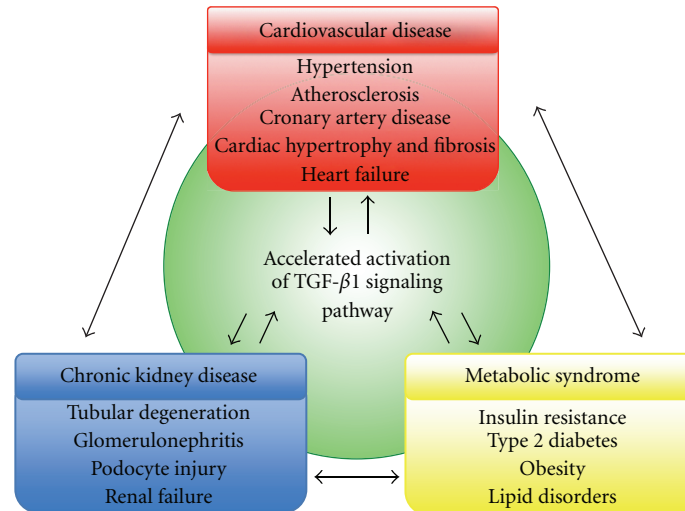 Cardiovascular disease
Hypertension
Atherosclerosis
Cronary artery disease
Cardiac hypertrophy and fibrosis
Heart failure
Accelerated activation
of TGF-β1 signaling
pathway
Chronic kidney disease
Tubular degeneration
Glomerulonephritis
Podocyte injury
Renal failure
Metabolic syndrome
Insulin resistance
Type 2 diabetes
Obesity
Lipid disorders